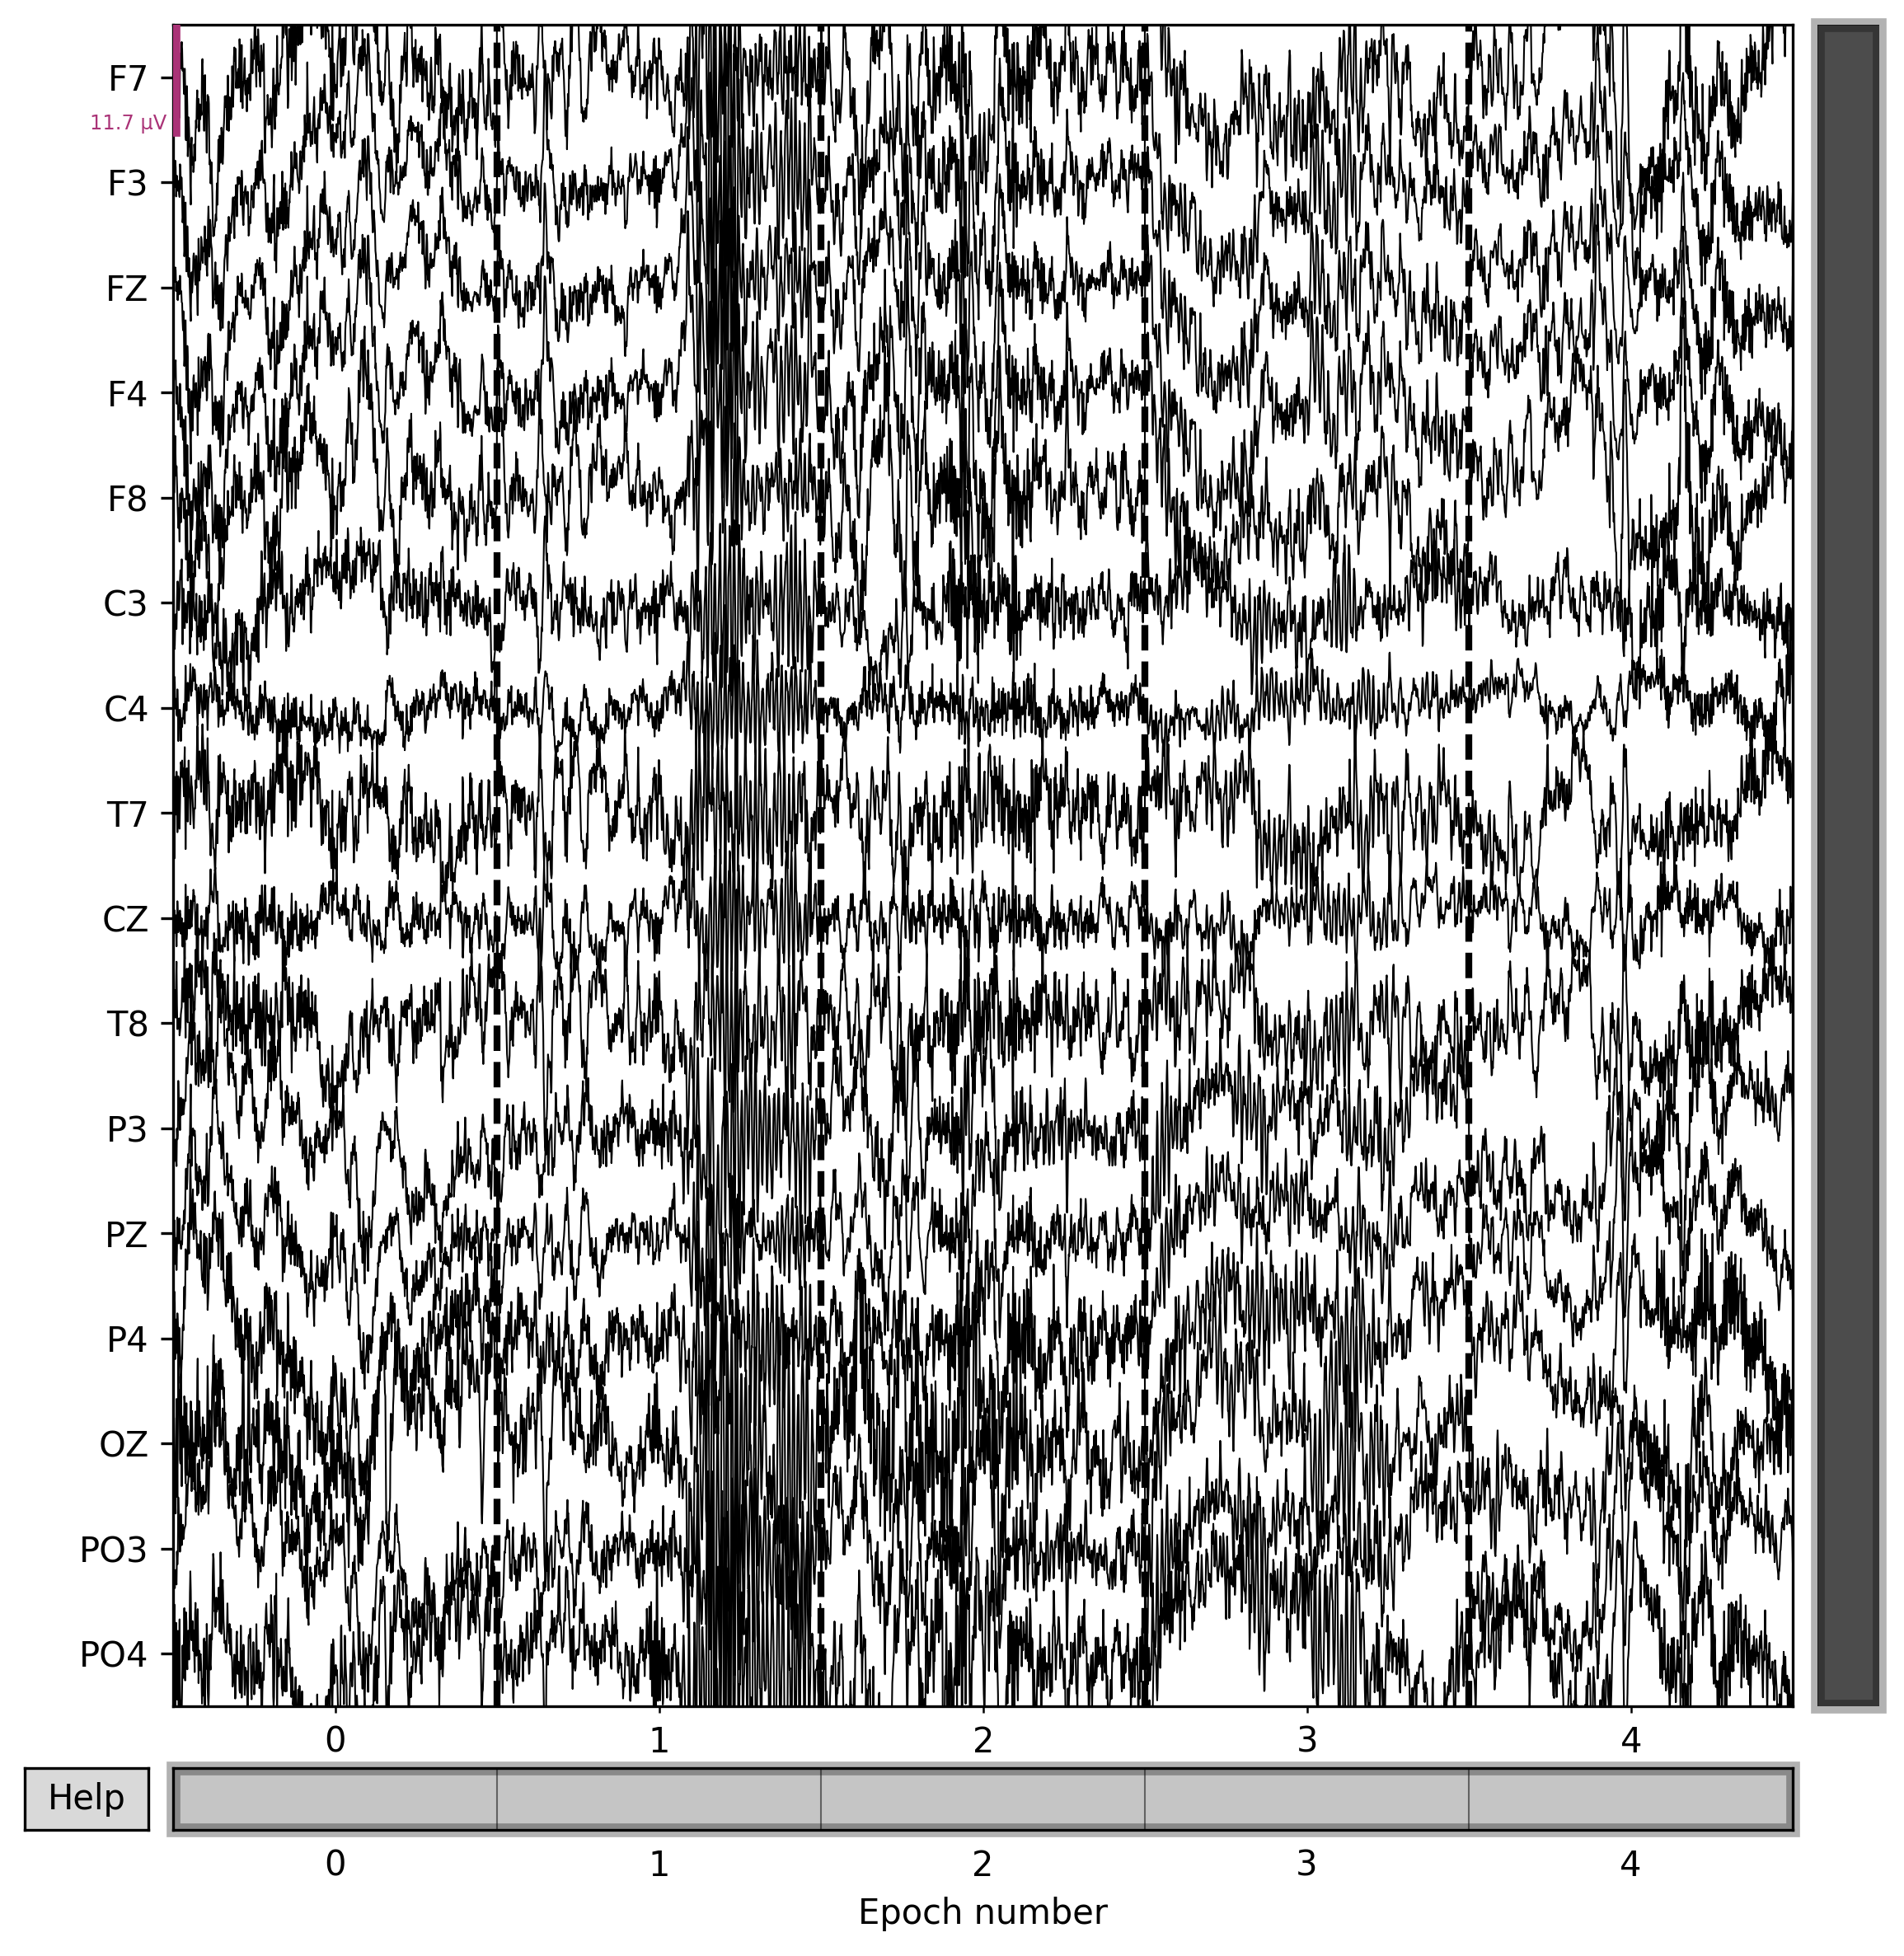 F7
11.7 µV
F3
FZ
F4
F8
C3
C4
T7
CZ
T8
P3
PZ
P4
OZ
PO3
PO4
0 1 2 3 4
Help
0 1 2 3 4
Epoch number